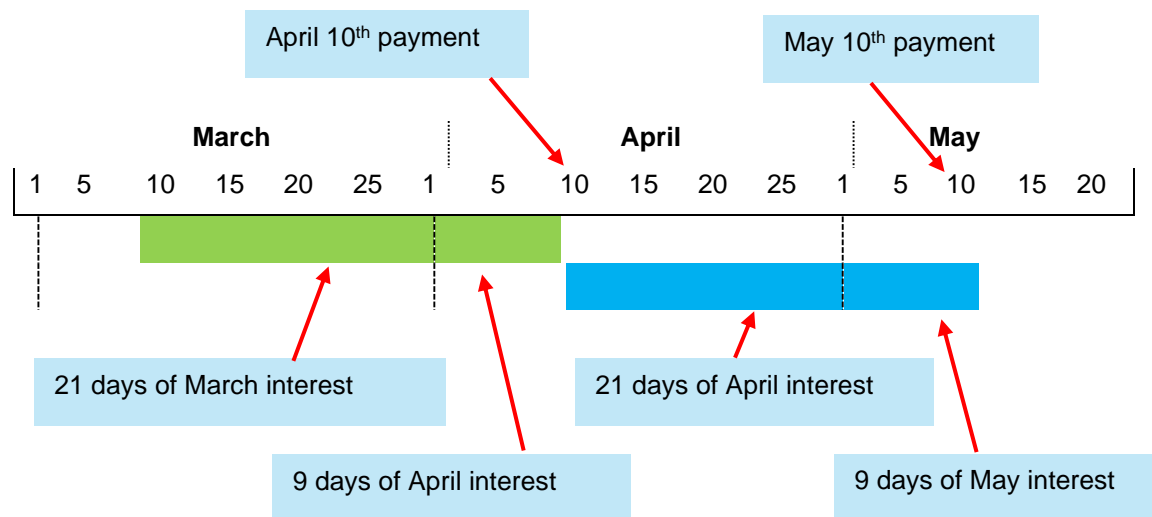 April 10th payment
May 10th payment
March April May
1 5 10 15 20 25 1 5 10 15 20 25 1 5 10 15 20
21 days of March interest
21 days of April interest
9 days of April interest
9 days of May interest